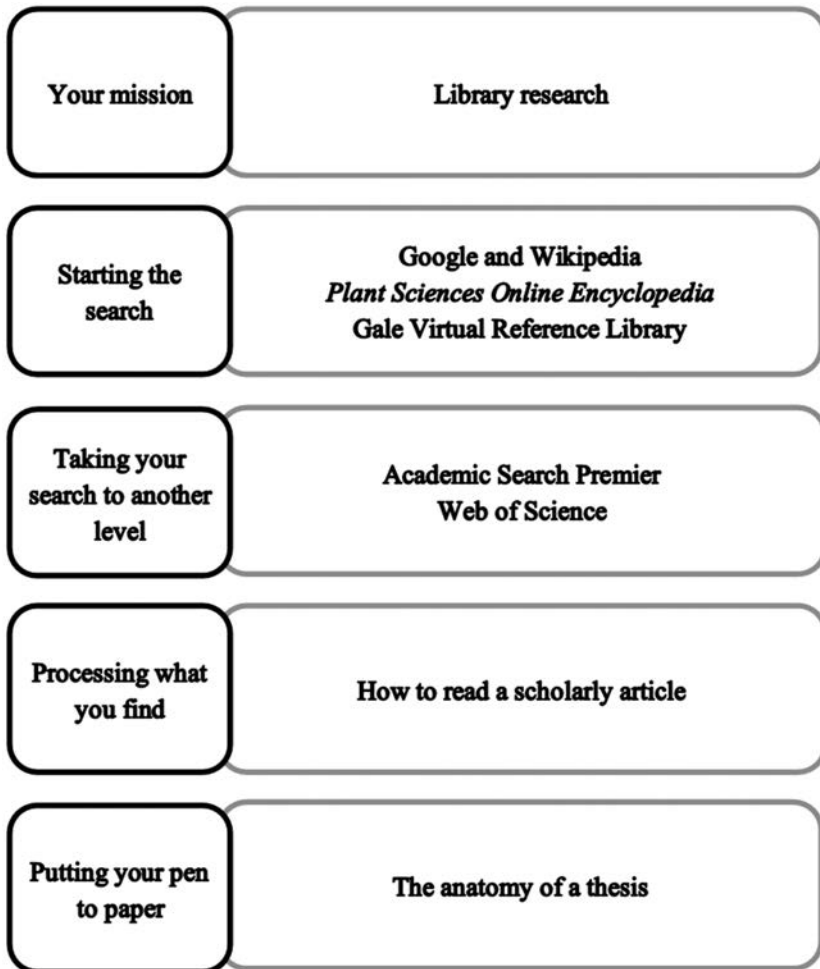 Your mission
Library research
Starting the
search
Google and Wikipedia
Plant Sciences Online Encyclopedia
Gale Virtual Reference Library
Taking your
search to another
level
Academic Search Premier
Web of Science
Processing what
you find
How to read a scholarly article
Putting your pen
to paper
The anatomy of a thesis